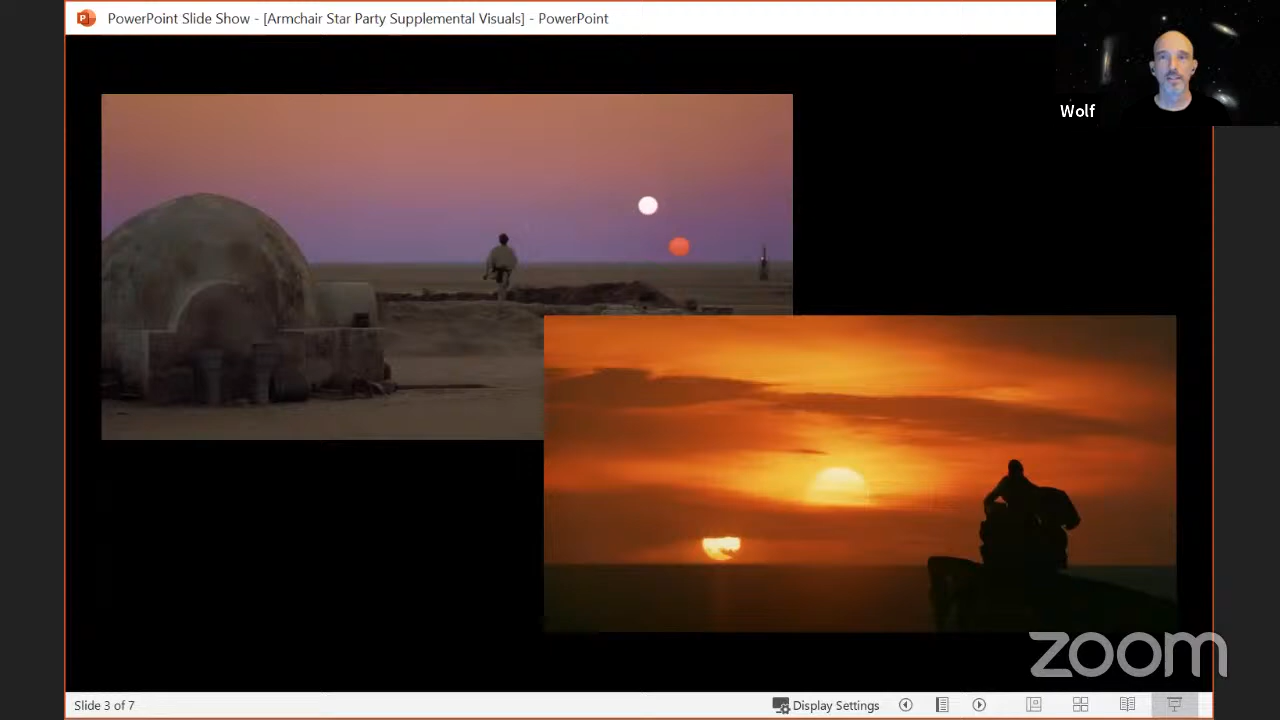 PowerPoint Slide Show - [Armchair Star Party Supplemental Visuals] - PowerPoint
Wolf
zoom
Slide 3 of 7
Display Settings